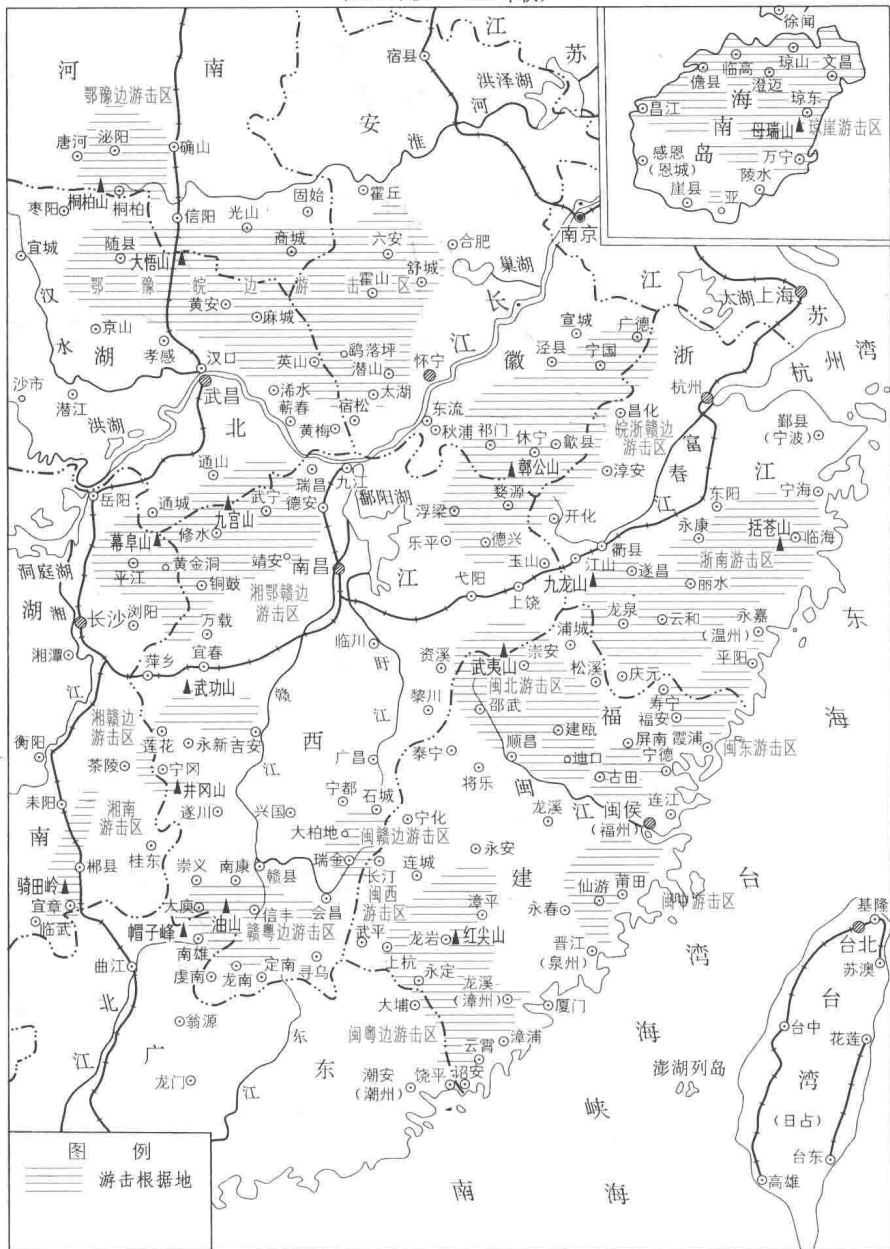 河 南
鄂豫边游击区
唐河
泌阳
确山
桐柏山
桐柏
枣阳
信阳
宜城
随县
大悟山
光山
固始
商城
霍丘
六安
合肥
舒城
霍山
巢湖
鄂豫皖边游击区
黄安
麻城
京山
孝感
汉口
武昌
汉水
湖北
沙市
潜江
洪湖
英山
鹞落坪
潜山
怀宁
太湖
浠水
蕲春
黄梅
宿松
宿县
江苏
洪泽湖
安徽
淮河
南京
长江
江苏
太湖
上海
杭州湾
宣城
广德
泾县
宁国
浙江
杭州
昌化
皖浙赣边
游击区
富春江
东流
秋浦
祁门
休宁
歙县
鄣公山
淳安
婺源
鄞县
(宁波)
宁海
东阳
永康
括苍山
临海
浙南游击区
通山
瑞昌
九江
岳阳
通城
九宫山
武宁
德安
鄱阳湖
浮梁
开化
幕阜山
修水
乐平
德兴
衢县
江山
遂昌
丽水
洞庭湖
黄金洞
靖安
南昌
平江
铜鼓
湘鄂赣边
游击区
玉山
弋阳
上饶
九龙山
龙泉
云和
永嘉
(温州)
平阳
湖南
湘江
长沙
浏阳
万载
湘潭
萍乡
宜春
武功山
临川
盱江
资溪
武夷山
崇安
浦城
松溪
庆元
闽北游击区
黎川
邵武
寿宁
福安
衡阳
湘赣边
游击区
莲花
永新
吉安
赣江
江西
泰宁
顺昌
建瓯
屏南
霞浦
闽东游击区
茶陵
宁冈
广昌
迪口
宁德
古田
将乐
井冈山
宁都
石城
耒阳
湘南
游击区
遂川
兴国
大柏地
宁化
闽赣边游击区
闽江
龙溪
闽侯
(福州)
连江
桂东
瑞金
连城
永安
福建
郴县
崇义
南康
赣县
长汀
闽西
游击区
骑田岭
宜章
临武
大庾
油山
信丰
会昌
漳平
永春
仙游
莆田
闽中游击区
帽子峰
赣粤边游击区
武平
龙岩
红尖山
晋江
(泉州)
南雄
曲江
虔南
龙南
定南
寻乌
上杭
永定
龙溪
(漳州)
厦门
大埔
翁源
闽粤边游击区
漳浦
云霄
北江
广东
东江
龙门
潮安
(潮州)
饶平
诏安
东海
台湾海峡
澎湖列岛
南海
基隆
台北
苏澳
台中
花莲
台湾
(日占)
台东
高雄
徐闻
临高
琼山
文昌
儋县
澄迈
昌江
海南岛
琼东
母瑞山
琼崖游击区
感恩
(恩城)
万宁
陵水
崖县
三亚
图 例
游击根据地